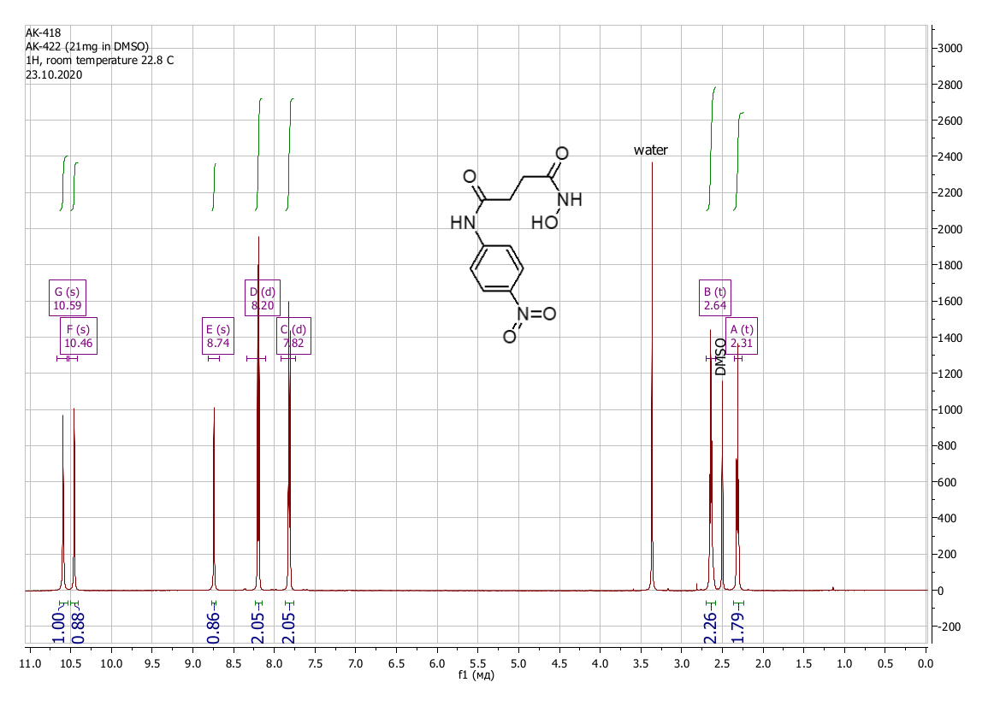 AK-418
AK-422 (21mg in DMSO)
1H, room temperature 22.8 C
23.10.2020
3000
2800
2600
2400
2200
2000
1800
1600
1400
1200
1000
800
600
400
200
0
-200
water
O
O
NH
HO
HN
N
O
O
G (s)
10.59
F (s)
10.46
E (s)
8.74
D (d)
8.20
C (d)
7.82
B (t)
2.64
DMSO
A (t)
2.31
1.00
0.88
0.86
2.05
2.05
2.26
1.79
11.0 10.5 10.0 9.5 9.0 8.5 8.0 7.5 7.0 6.5 6.0 5.5 5.0 4.5 4.0 3.5 3.0 2.5 2.0 1.5 1.0 0.5 0.0
f1 (мд)